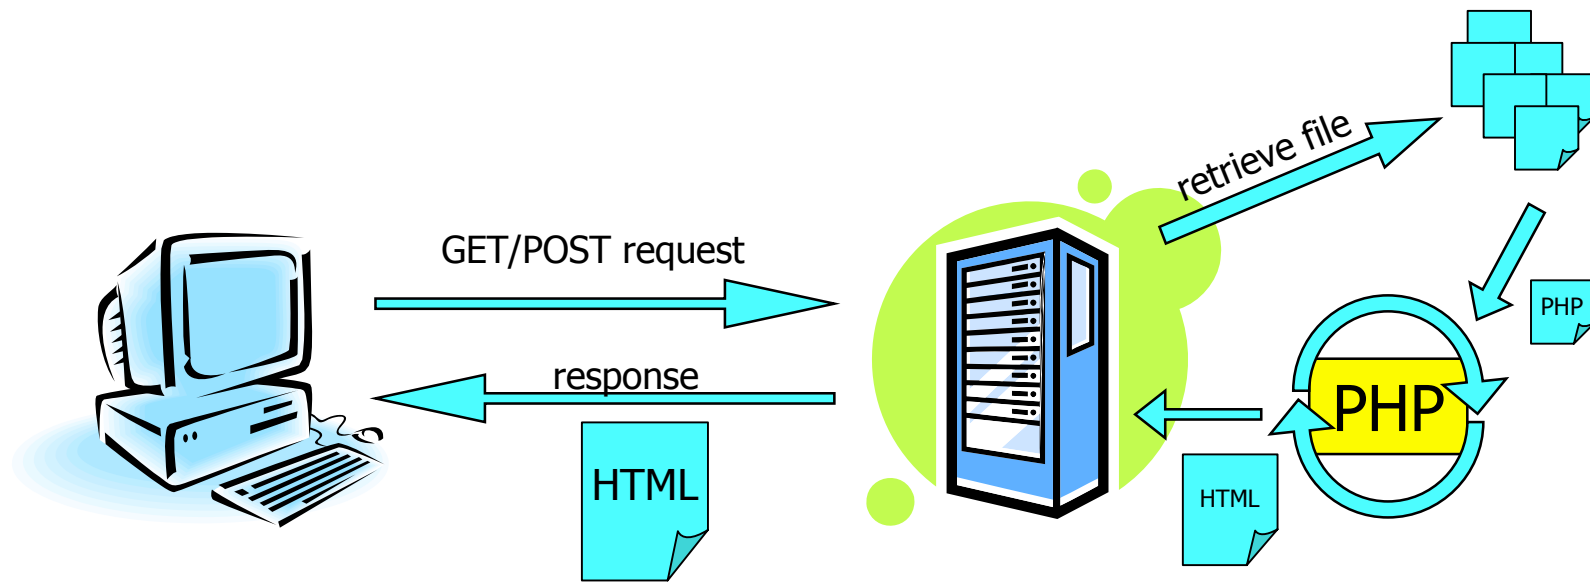 GET/POST request
response
HTML
retrieve file
PHP
PHP
HTML